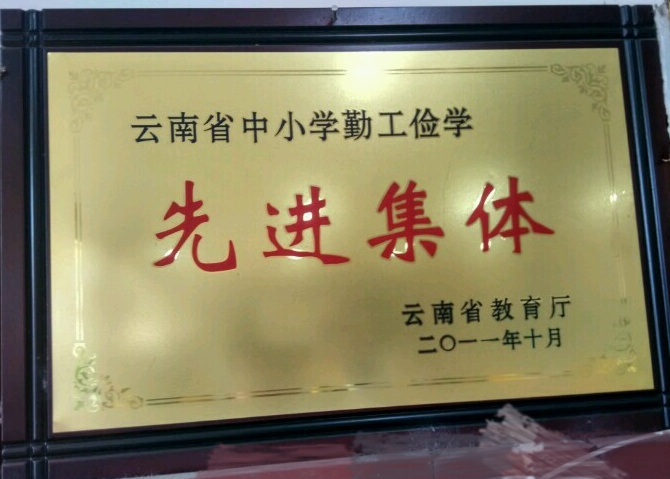 云南省中小学勤工俭学
先进集体
云南省教育厅
二〇一一年十月